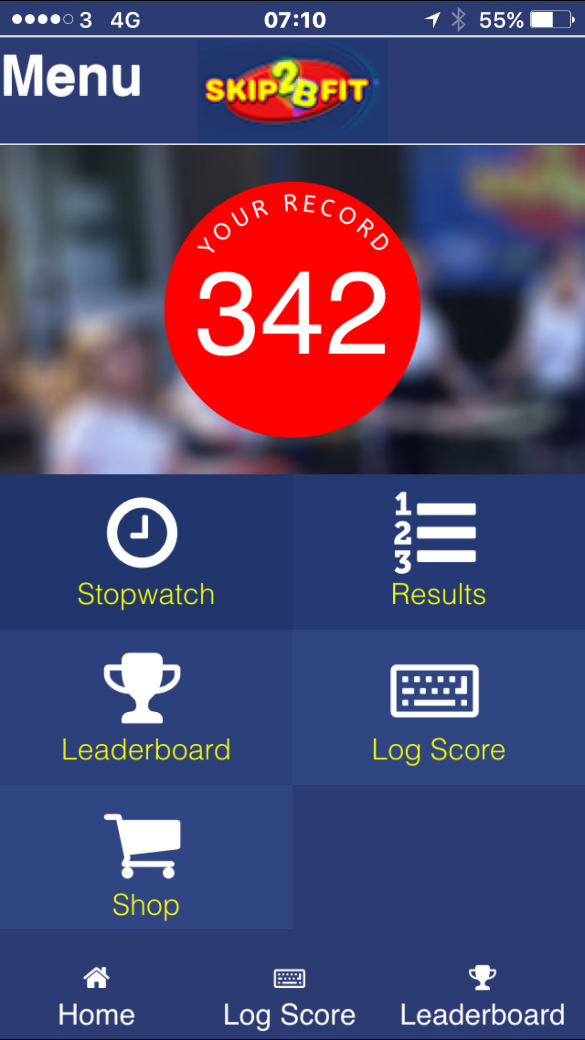 3 4G 07:10 55%
Menu
SKIP2BFIT
YOUR RECORD
342
Stopwatch
1
2
3
Results
Leaderboard
Log Score
Shop
Home Log Score Leaderboard